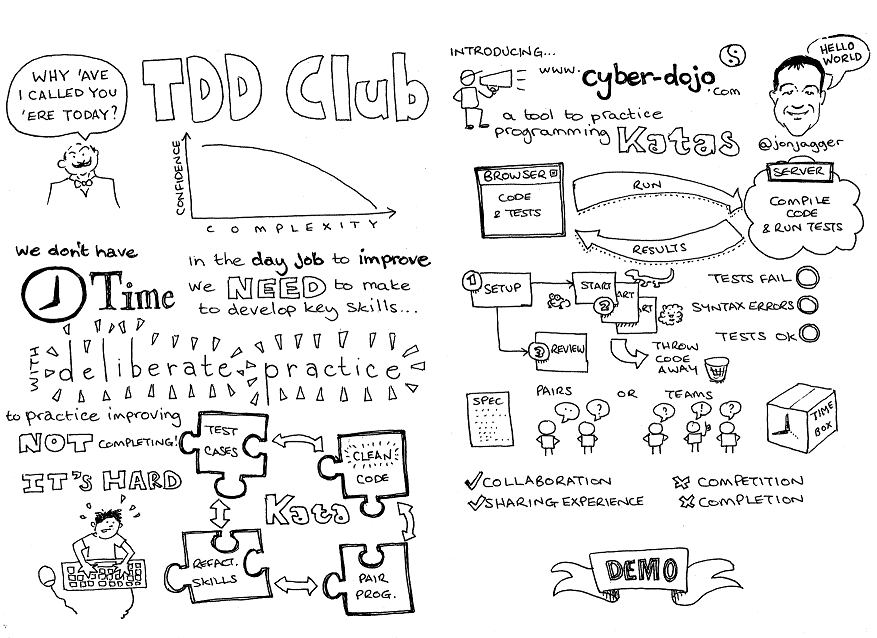 WHY 'AVE
I CALLED YOU
'ERE TODAY?
TDD Club
CONFIDENCE
COMPLEXITY
we don't have
Time
in the day job to improve
we NEED to make
to develop key skills...
WITH
deliberate practice
to practice improving
NOT COMPLETING!
IT'S HARD
TEST
CASES
CLEAN
CODE
Kata
REFACT.
SKILLS
PAIR
PROG.
INTRODUCING...
www.cyber-dojo.com
HELLO
WORLD
a tool to practice
programming Katas
@jonjagger
BROWSER
CODE
& TESTS
RUN
RESULTS
SERVER
COMPILE
CODE
& RUN TESTS
1 SETUP
START
ART
2
RT
3 REVIEW
THROW
CODE
AWAY
TESTS FAIL
SYNTAX ERRORS
TESTS OK
SPEC
PAIRS OR TEAMS
...
?
?
!
?
TIME
BOX
COLLABORATION
SHARING EXPERIENCE
COMPETITION
COMPLETION
DEMO